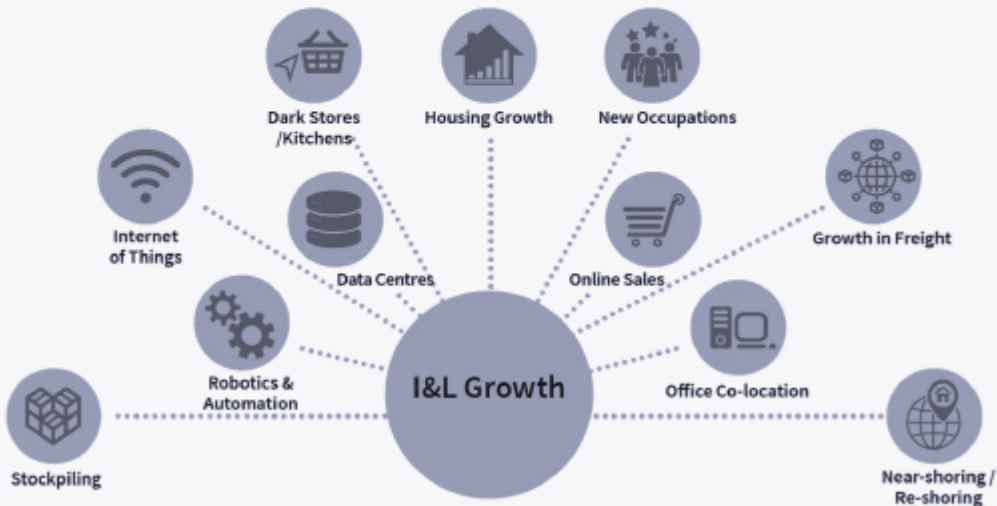 Dark Stores
/Kitchens
Housing Growth
New Occupations
Internet
of Things
Growth in Freight
Data Centres
Online Sales
Robotics &
Automation
I&L Growth
Office Co-location
Stockpiling
Near-shoring /
Re-shoring